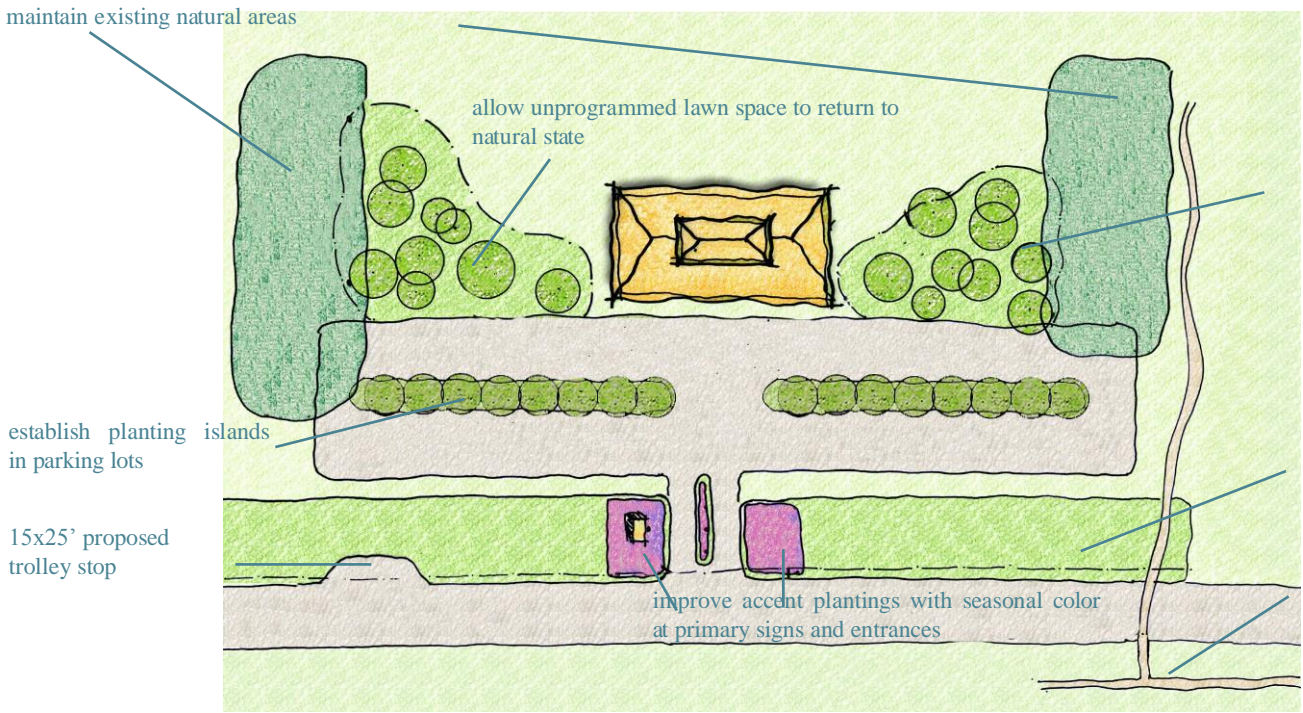 maintain existing natural areas
allow unprogrammed lawn space to return to
natural state
establish planting islands
in parking lots
15x25’ proposed
trolley stop
improve accent plantings with seasonal color
at primary signs and entrances